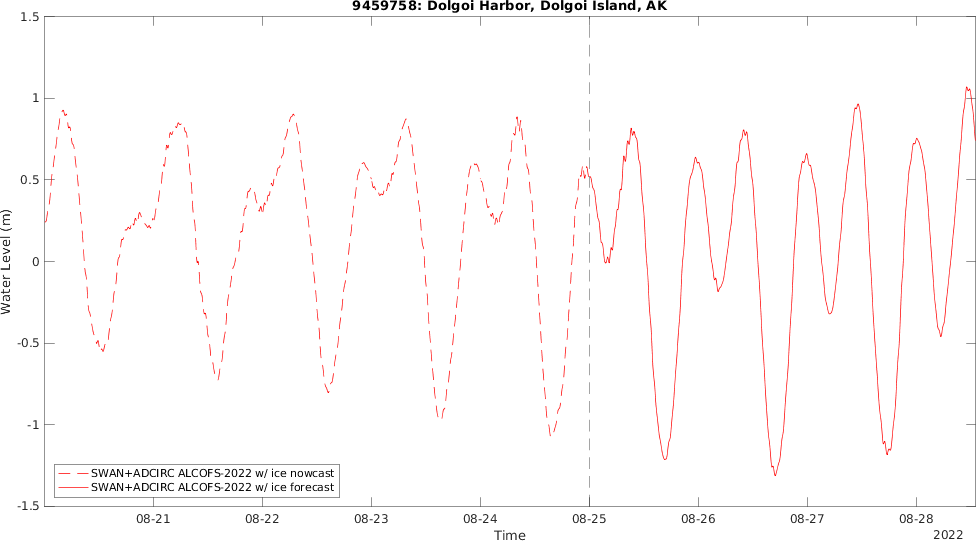 9459758: Dolgoi Harbor, Dolgoi Island, AK
1.5
1
0.5
0
-0.5
-1
-1.5
Water Level (m)
SWAN+ADCIRC ALCOFS-2022 w/ ice nowcast
SWAN+ADCIRC ALCOFS-2022 w/ ice forecast
08-21 08-22 08-23 08-24 08-25 08-26 08-27 08-28
Time
2022